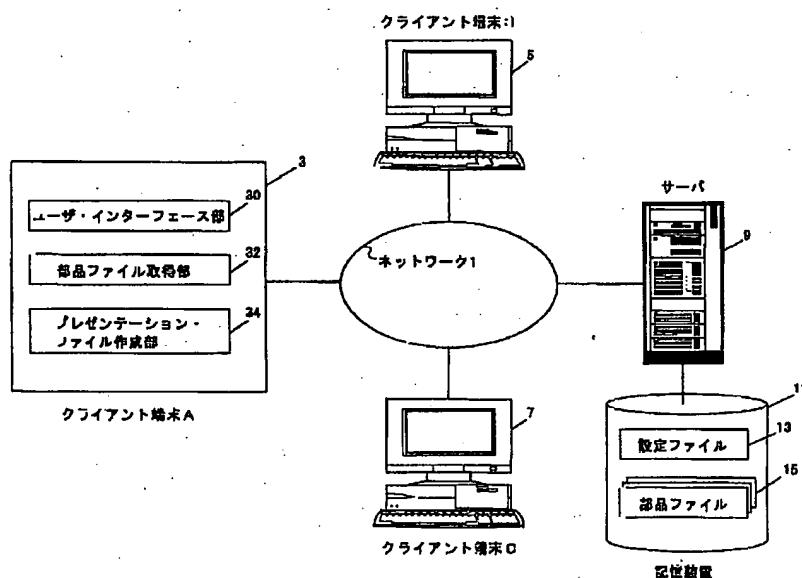 クライアント端末
5
3
ユーザ・インターフェース部
30
部品ファイル取得部
32
プレゼンテーション・
ファイル作成部
34
クライアント端末A
ネットワーク1
サーバ
9
7
クライアント端末C
11
設定ファイル
13
部品ファイル
15
記憶装置